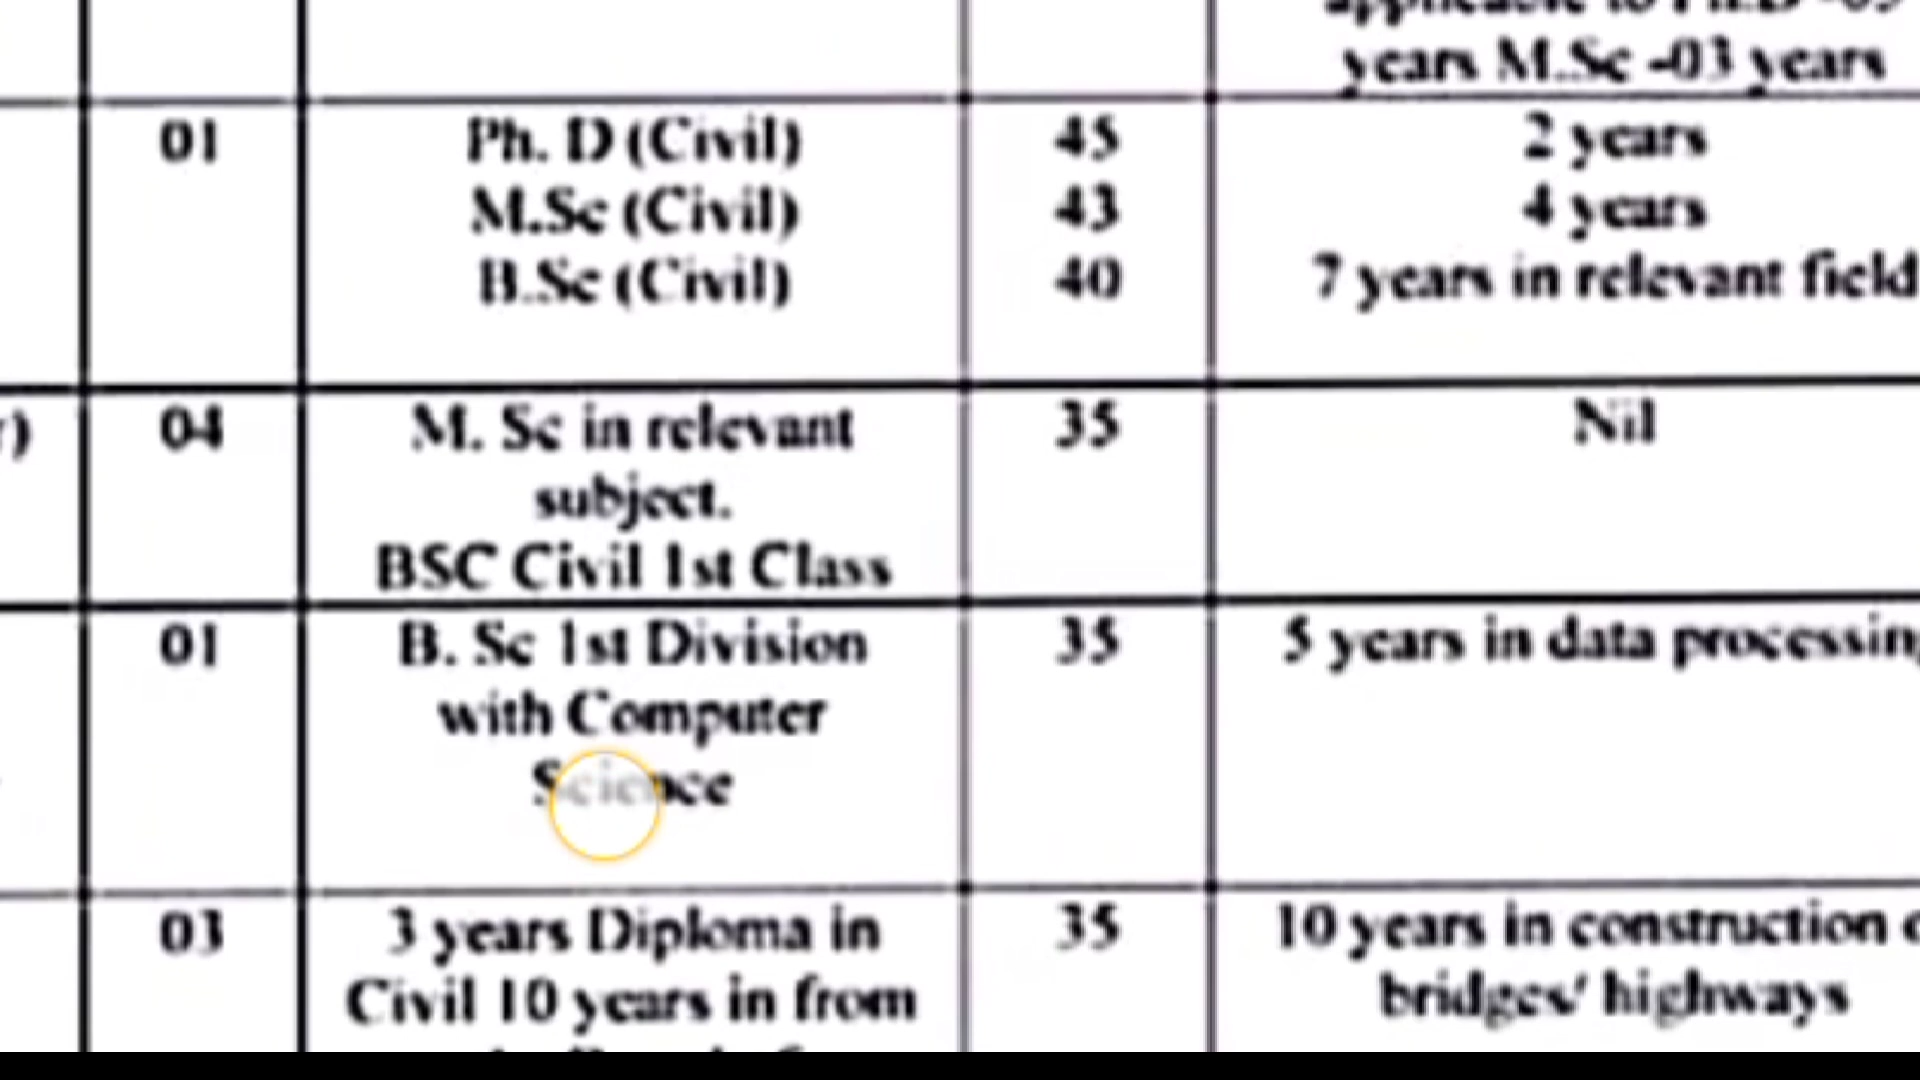 years M.Sc -03 years
01 Ph. D (Civil) 45 2 years
M.Sc (Civil) 43 4 years
B.Sc (Civil) 40 7 years in relevant field
04 M. Sc in relevant 35 Nil
subject.
BSC Civil 1st Class
01 B. Sc 1st Division 35 5 years in data processing
with Computer
Science
03 3 years Diploma in 35 10 years in construction
Civil 10 years in from bridges/ highways